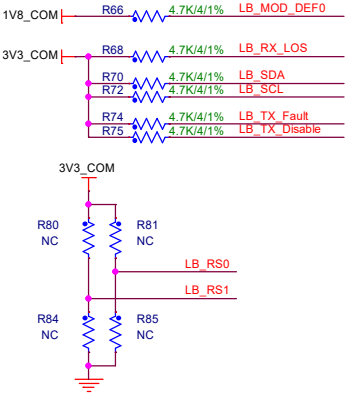 1V8_COM R66 4.7K/4/1% LB_MOD_DEF0
3V3_COM R68 4.7K/4/1% LB_RX_LOS
R70 4.7K/4/1% LB_SDA
R72 4.7K/4/1% LB_SCL
R74 4.7K/4/1% LB_TX_Fault
R75 4.7K/4/1% LB_TX_Disable
3V3_COM
R80 R81
NC NC
LB_RS0
LB_RS1
R84 R85
NC NC